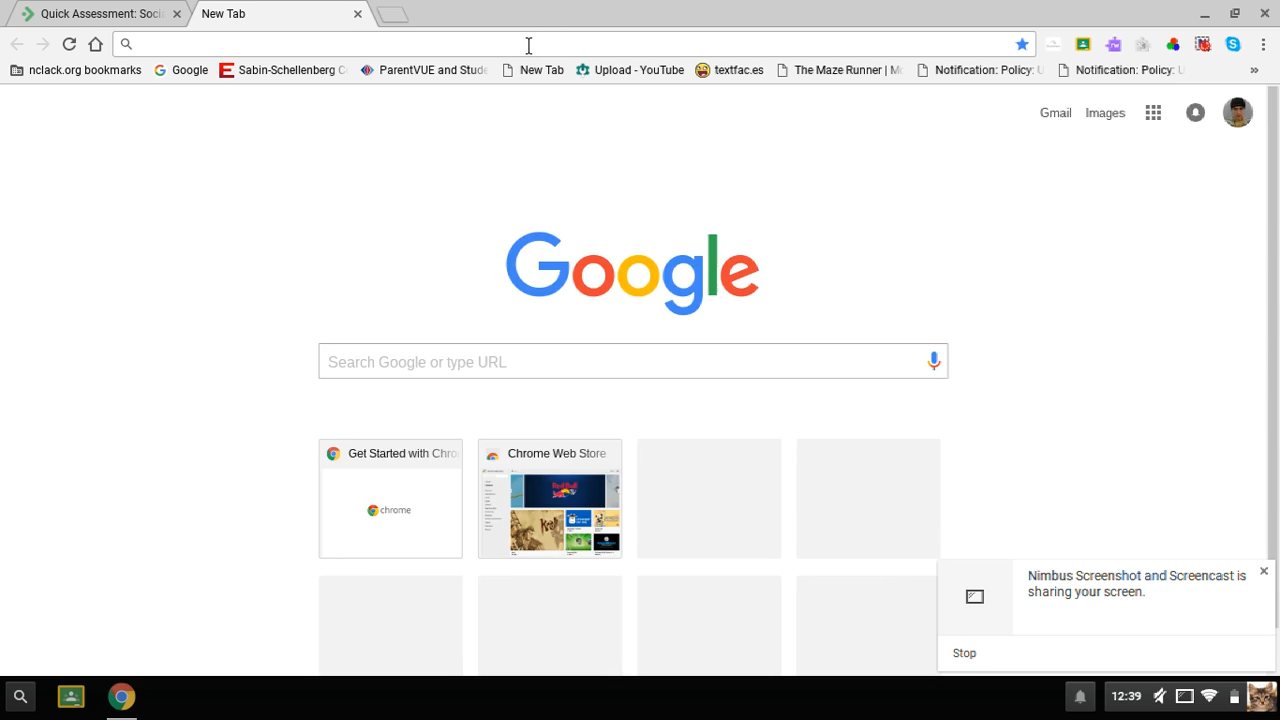 Quick Assessment: Soci
New Tab
nclack.org bookmarks
Google
Sabin-Schellenberg C
ParentVUE and Stude
New Tab
Upload - YouTube
textfac.es
The Maze Runner | Mo
Notification: Policy: U
Notification: Policy: U
Gmail
Images
Google
Search Google or type URL
Get Started with Chro
Chrome Web Store
chrome
Nimbus Screenshot and Screencast is
sharing your screen.
Stop
12:39